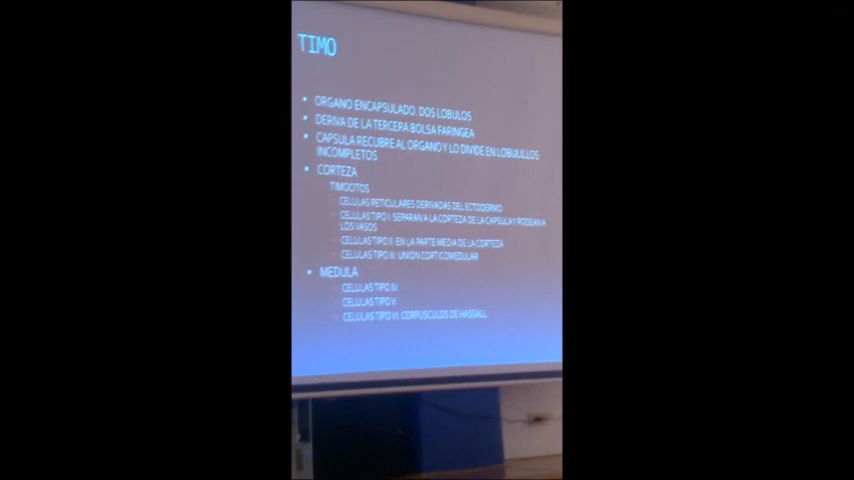 TIMO
• ORGANO ENCAPSULADO. DOS LOBULOS
• DERIVA DE LA TERCERA BOLSA FARINGEA
• CAPSULA RECUBRE AL ORGANO Y LO DIVIDE EN LOBULILLOS
INCOMPLETOS
• CORTEZA
TIMOCITOS
CELULAS RETICULARES DERIVADAS DEL ECTODERMO
CELULAS TIPO I: SEPARAN A LA CORTEZA DE LA CAPSULA Y RODEAN A
LOS VASOS
CELULAS TIPO II: EN LA PARTE MEDIA DE LA CORTEZA
CELULAS TIPO III: UNION CORTICOMEDULAR
• MEDULA
CELULAS TIPO IV
CELULAS TIPO V
CELULAS TIPO VI: CORPUSCULOS DE HASSALL